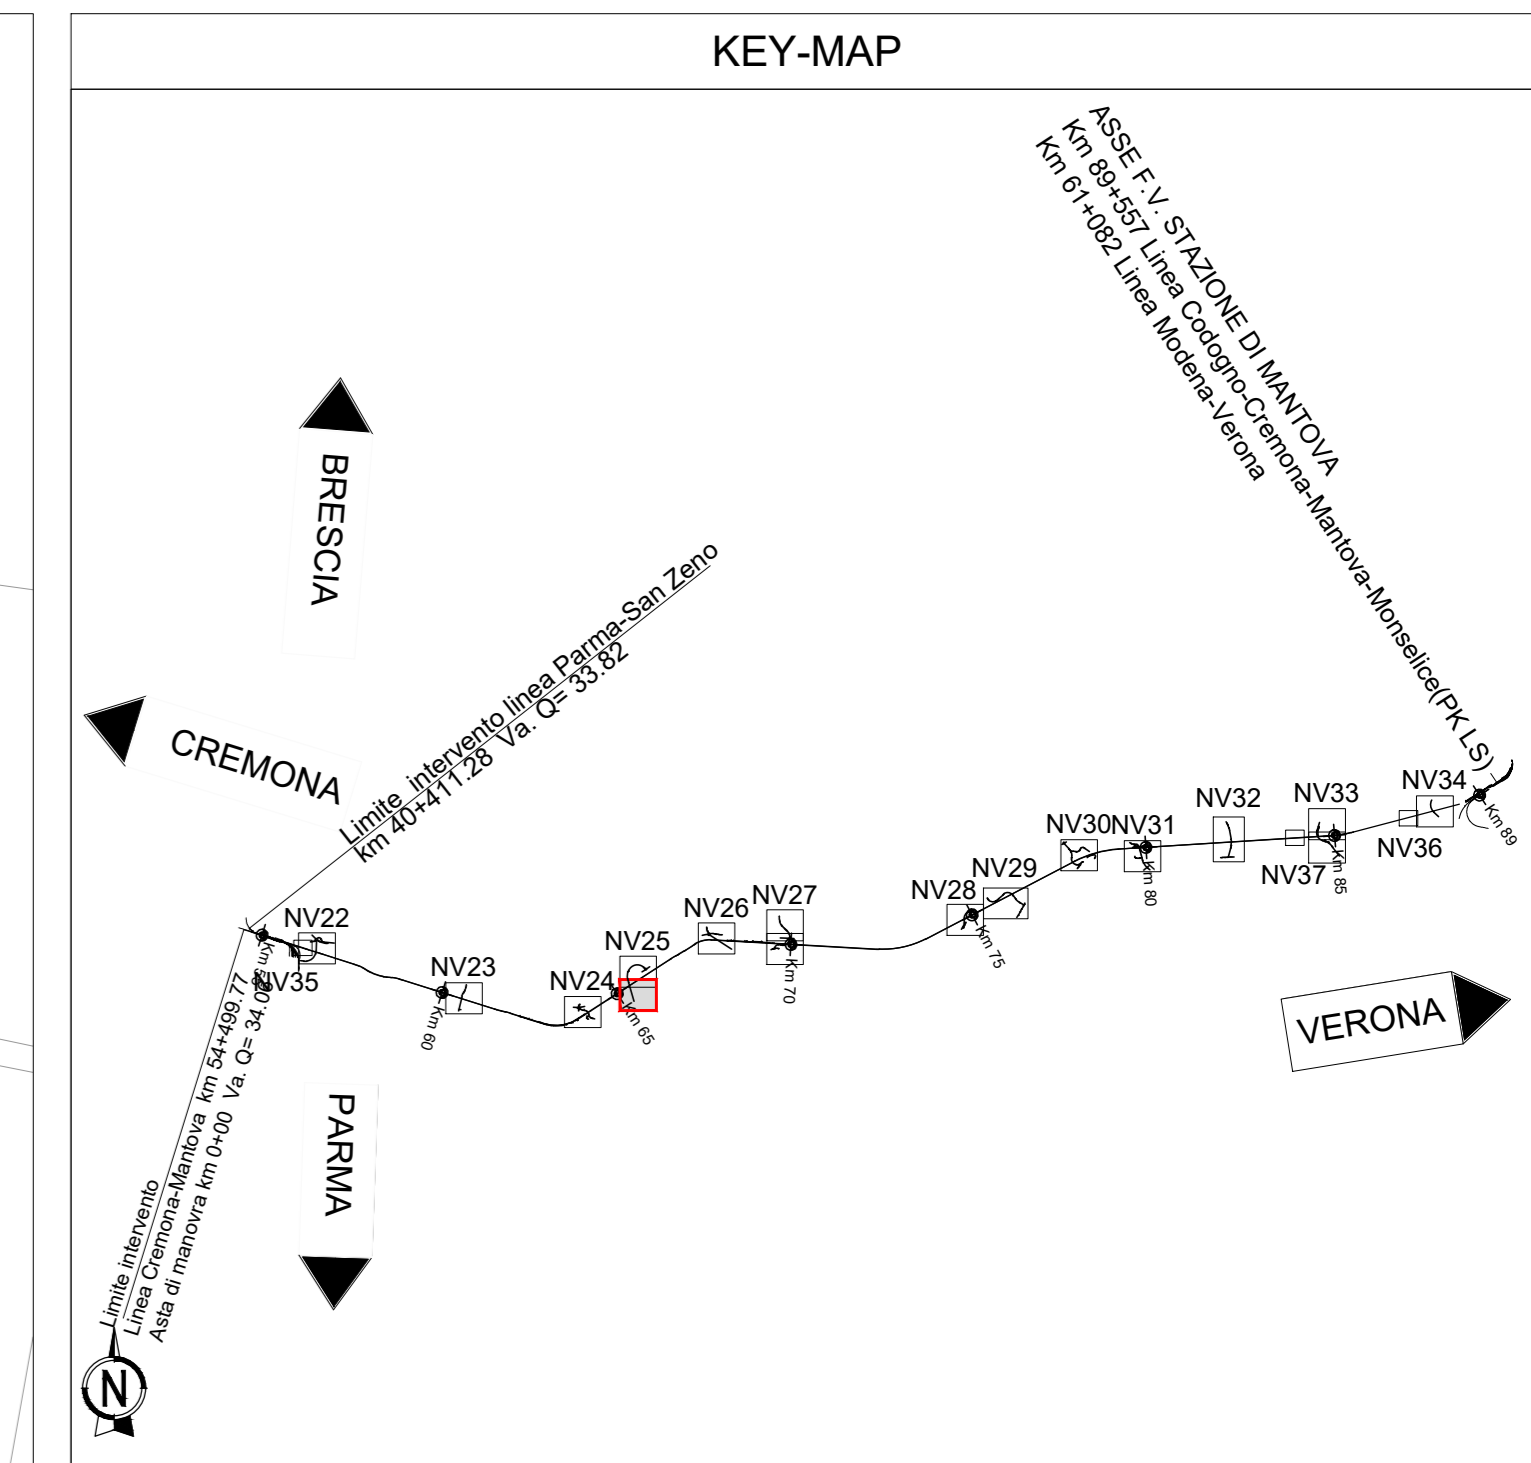 KEY-MAP
ASSE F.V. STAZIONE DI MANTOVA
Km 89+557 Linea Codogno-Cremona-Mantova-Monselice(PK LS)
Km 61+082 Linea Modena-Verona
BRESCIA
CREMONA
Limite intervento linea Parma-San Zeno
km 40+411.28 Va. Q= 33.82
NV34
NV33
NV32
NV30
NV31
Km 89
NV36
NV37
Km 85
Km 80
NV29
NV28
NV27
NV26
NV22
NV25
Km 75
NV35
NV23
NV24
Km 70
Km 65
Km 60
VERONA
PARMA
Limite intervento
Linea Cremona-Mantova km 54+499.77
Asta di manovra km 0+00 Va. Q=
N